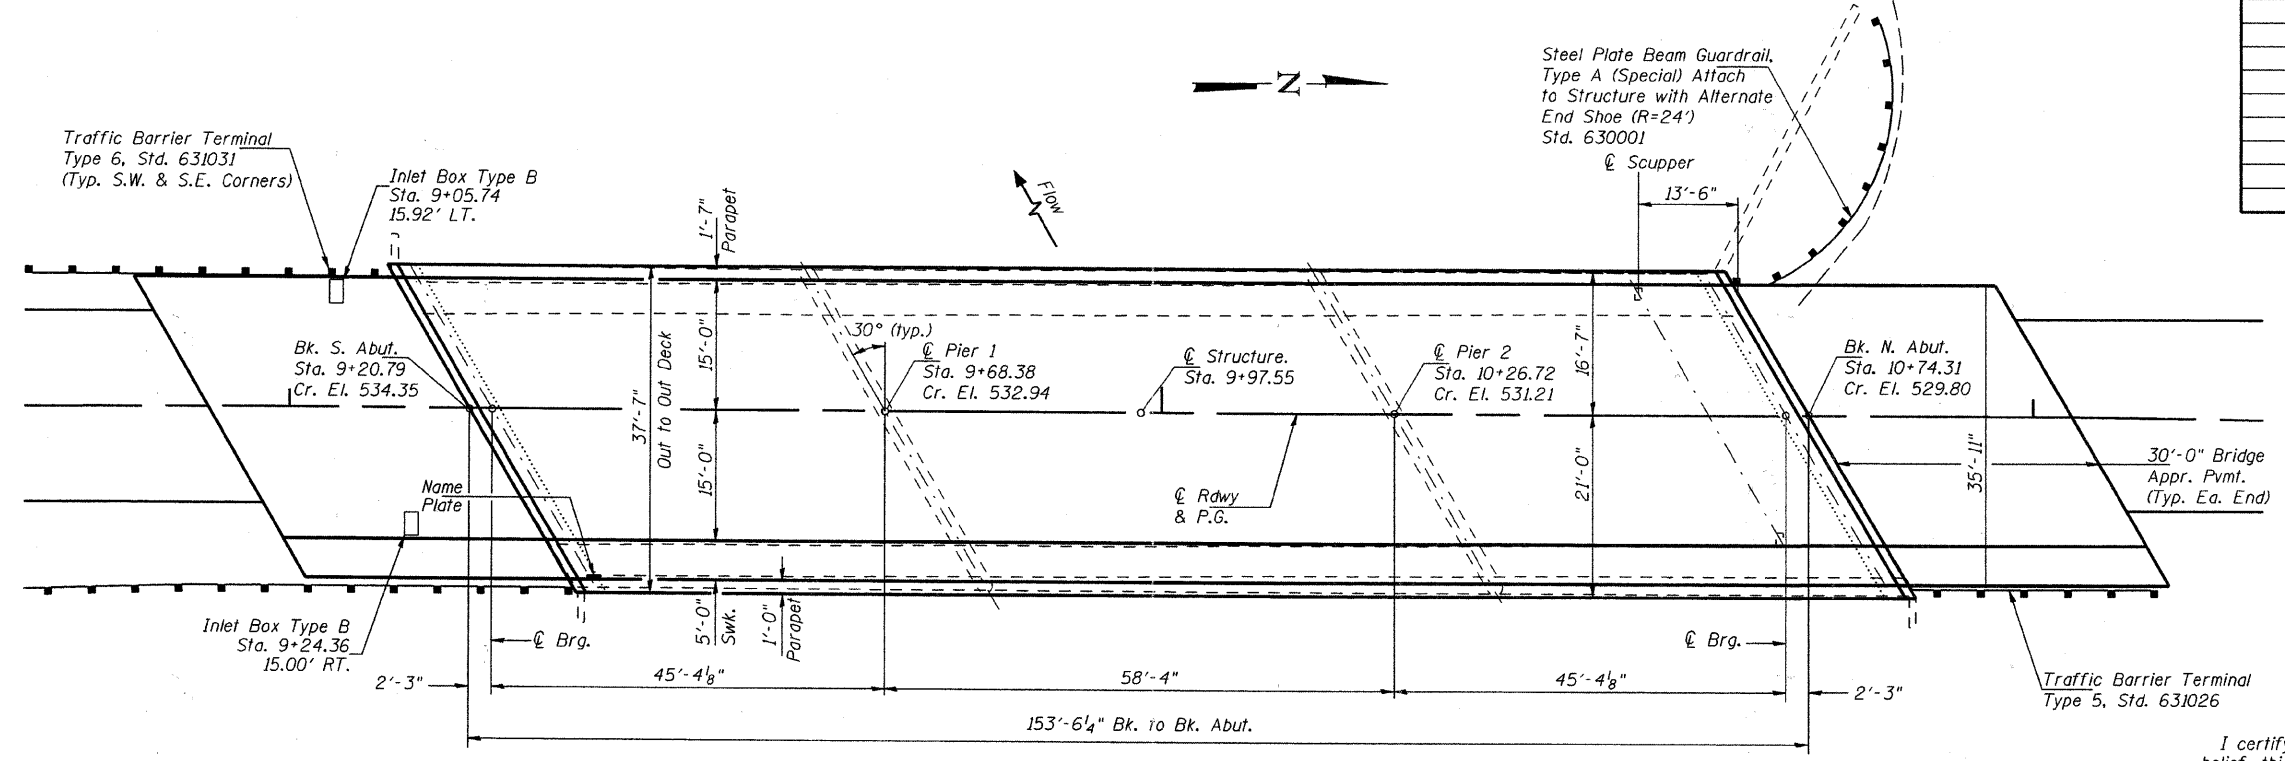 Traffic Barrier Terminal
Type 6, Std. 631031
(Typ. S.W. & S.E. Corners)
Inlet Box Type B
Sta. 9+05.74
15.92' LT.
1'-7"
Parapet
N
Flow
Steel Plate Beam Guardrail,
Type A (Special) Attach
to Structure with Alternate
End Shoe (R=24')
Std. 630001
℄ Scupper
13'-6"
Bk. S. Abut.
Sta. 9+20.79
Cr. El. 534.35
37'-7"
Out to Out Deck
15'-0"
15'-0"
30° (typ.)
℄ Pier 1
Sta. 9+68.38
Cr. El. 532.94
℄ Structure.
Sta. 9+97.55
℄ Pier 2
Sta. 10+26.72
Cr. El. 531.21
16'-7"
21'-0"
Bk. N. Abut.
Sta. 10+74.31
Cr. El. 529.80
35'-11"
30'-0" Bridge
Appr. Pvmt.
(Typ. Ea. End)
Name
Plate
℄ Rdwy
& P.G.
Inlet Box Type B
Sta. 9+24.36
15.00' RT.
℄ Brg.
5'-0"
Swk.
1'-0"
Parapet
℄ Brg.
2'-3"
45'-4⅛"
58'-4"
45'-4⅛"
2'-3"
153'-6¼" Bk. to Bk. Abut.
Traffic Barrier Terminal
Type 5, Std. 631026
I certify